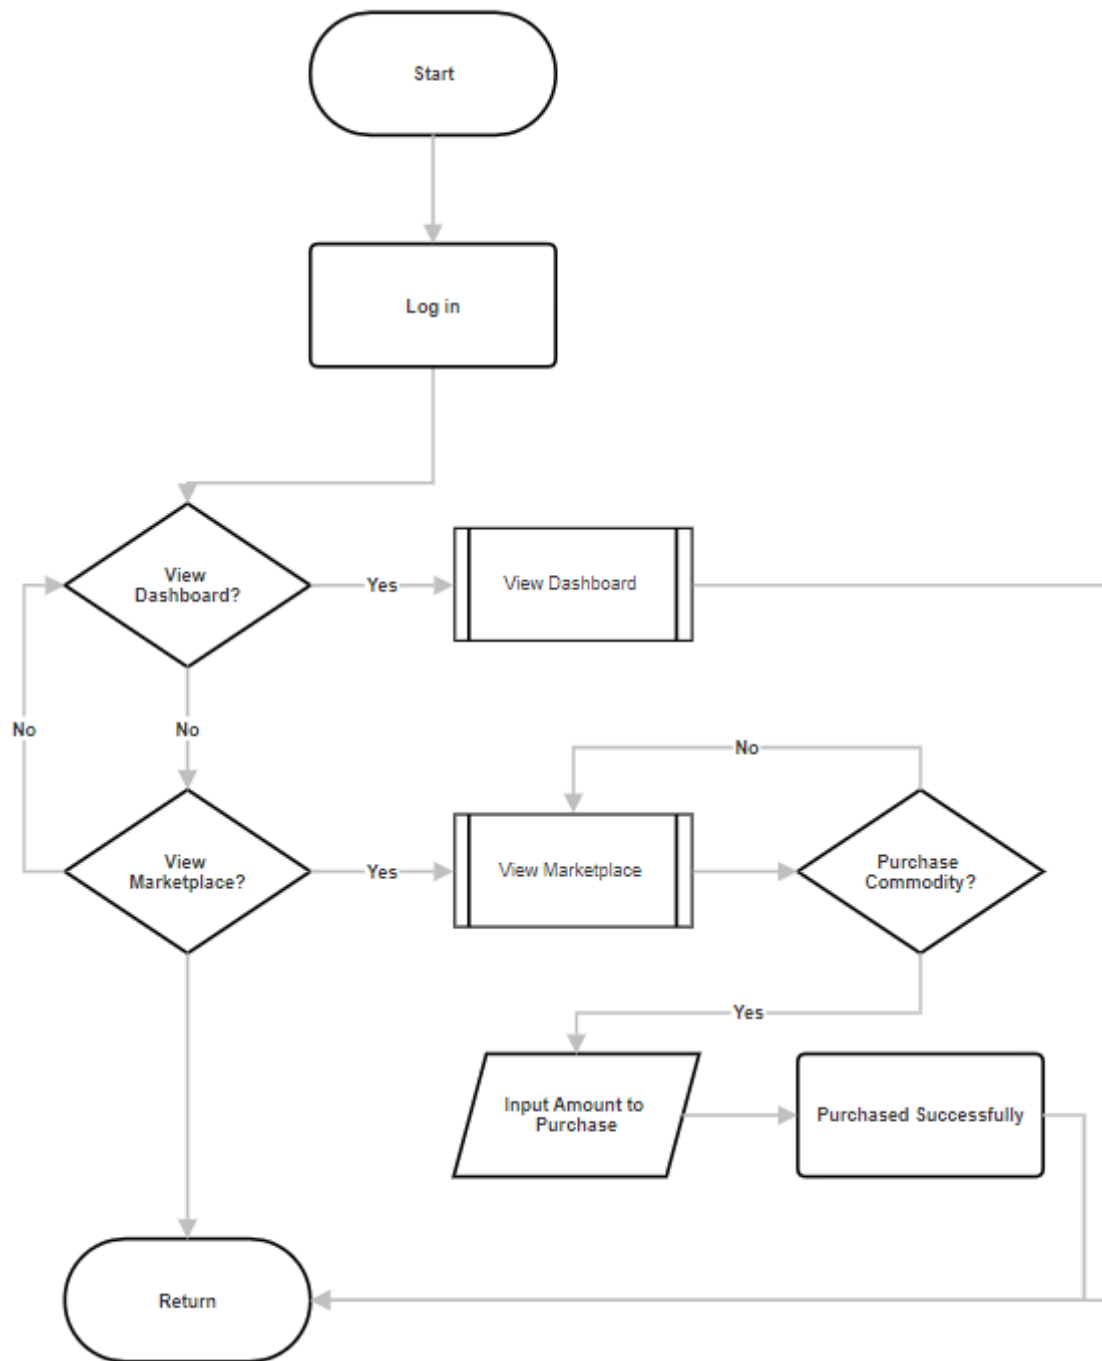 Start
Log in
View
Dashboard?
Yes
View Dashboard
No
No
No
View
Marketplace?
Yes
View Marketplace
Purchase
Commodity?
Yes
Input Amount to
Purchase
Purchased Successfully
Return